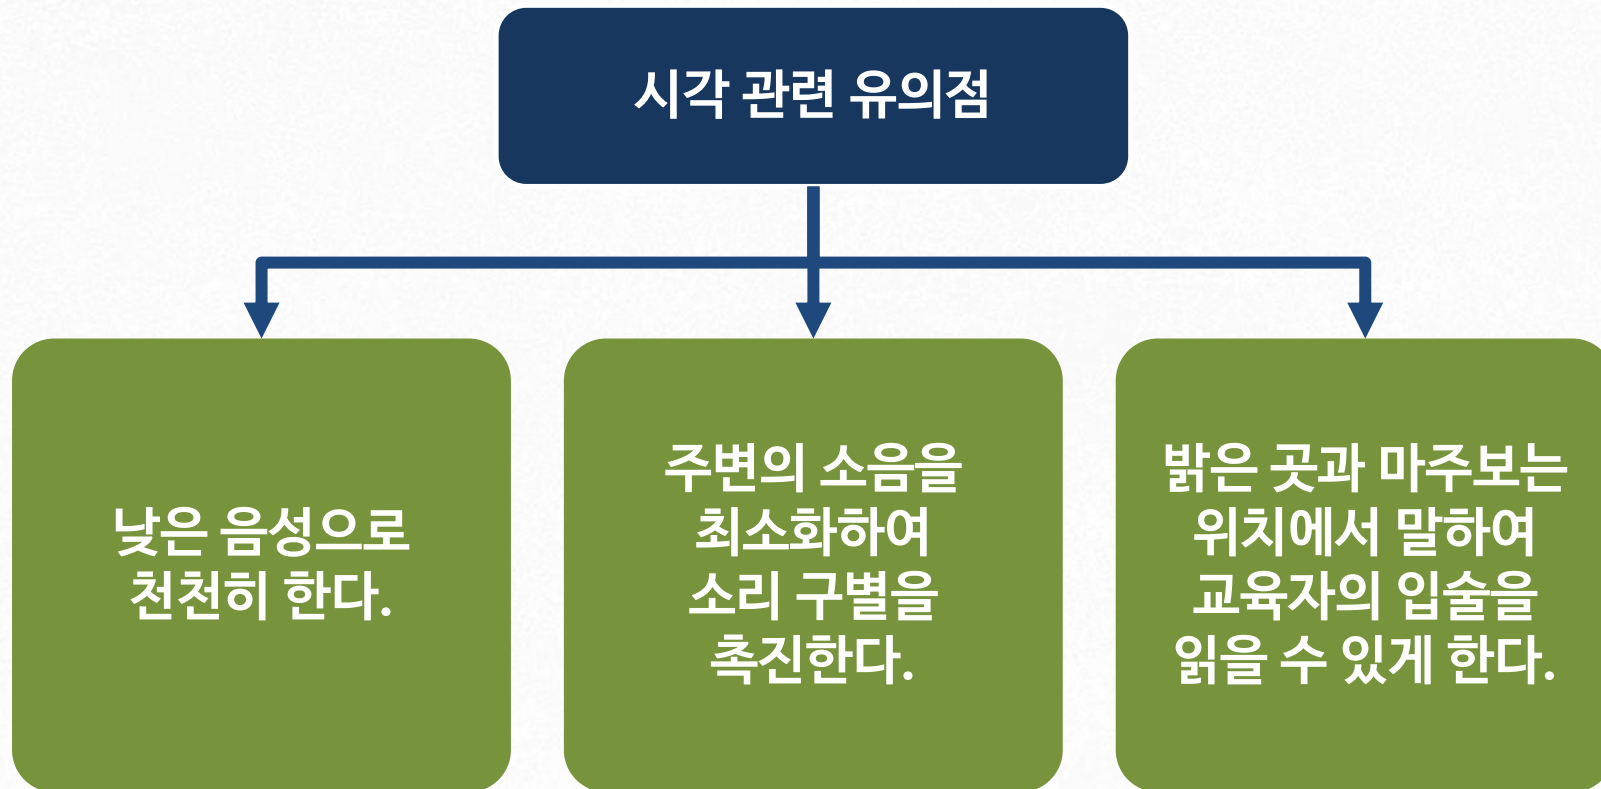 시각 관련 유의점
낮은 음성으로
천천히 한다.
주변의 소음을
최소화하여
소리 구별을
촉진한다.
밝은 곳과 마주보는
위치에서 말하여
교육자의 입술을
읽을 수 있게 한다.